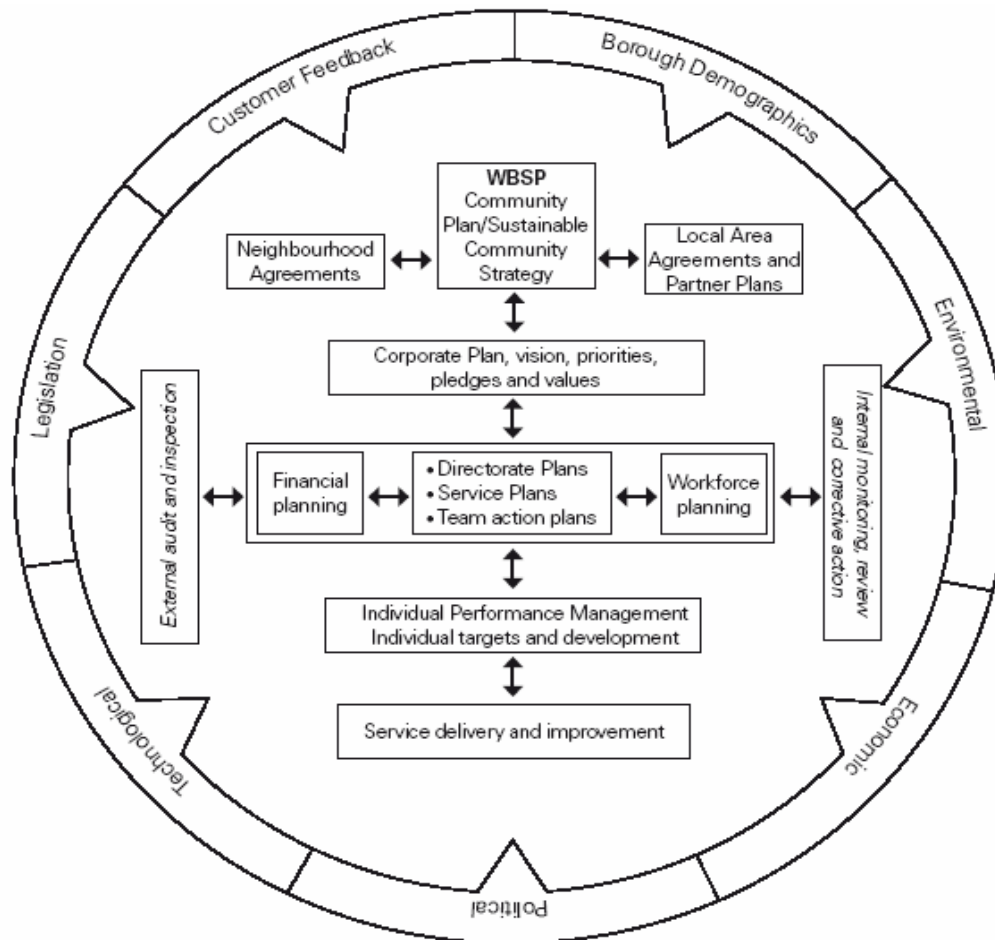 Customer Feedback
Borough Demographics
WBSP
Community
Plan/Sustainable
Community
Strategy
Neighbourhood
Agreements
Local Area
Agreements and
Partner Plans
Legislation
Environmental
Corporate Plan, vision, priorities,
pledges and values
External audit and inspection
Financial
planning
• Directorate Plans
• Service Plans
• Team action plans
Workforce
planning
Internal monitoring, review
and corrective action
Individual Performance Management
Individual targets and development
Service delivery and improvement
Technological
Economic
Political